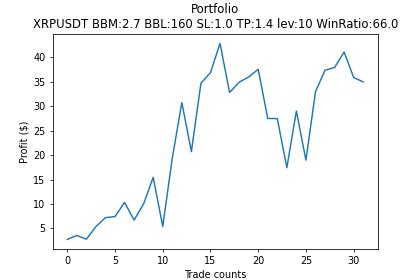 Portfolio
XRPUSDT BBM:2.7 BBL:160 SL:1.0 TP:1.4 lev:10 WinRatio:66.0
Profit ($)
40
35
30
25
20
15
10
5
0 5 10 15 20 25 30
Trade counts